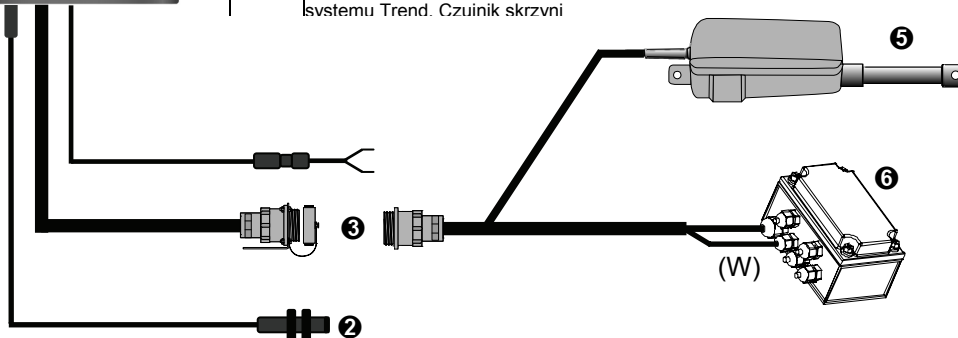 systemu Trend. Czujnik skrzyni
❺
❻
❸
(W)
❷